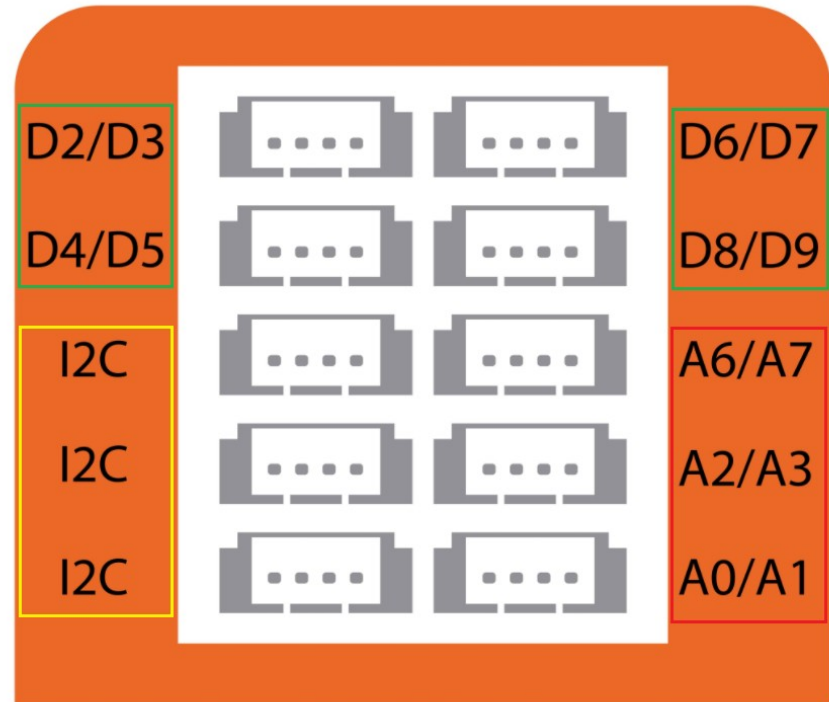 D2/D3
D4/D5
I2C
I2C
I2C
D6/D7
D8/D9
A6/A7
A2/A3
A0/A1